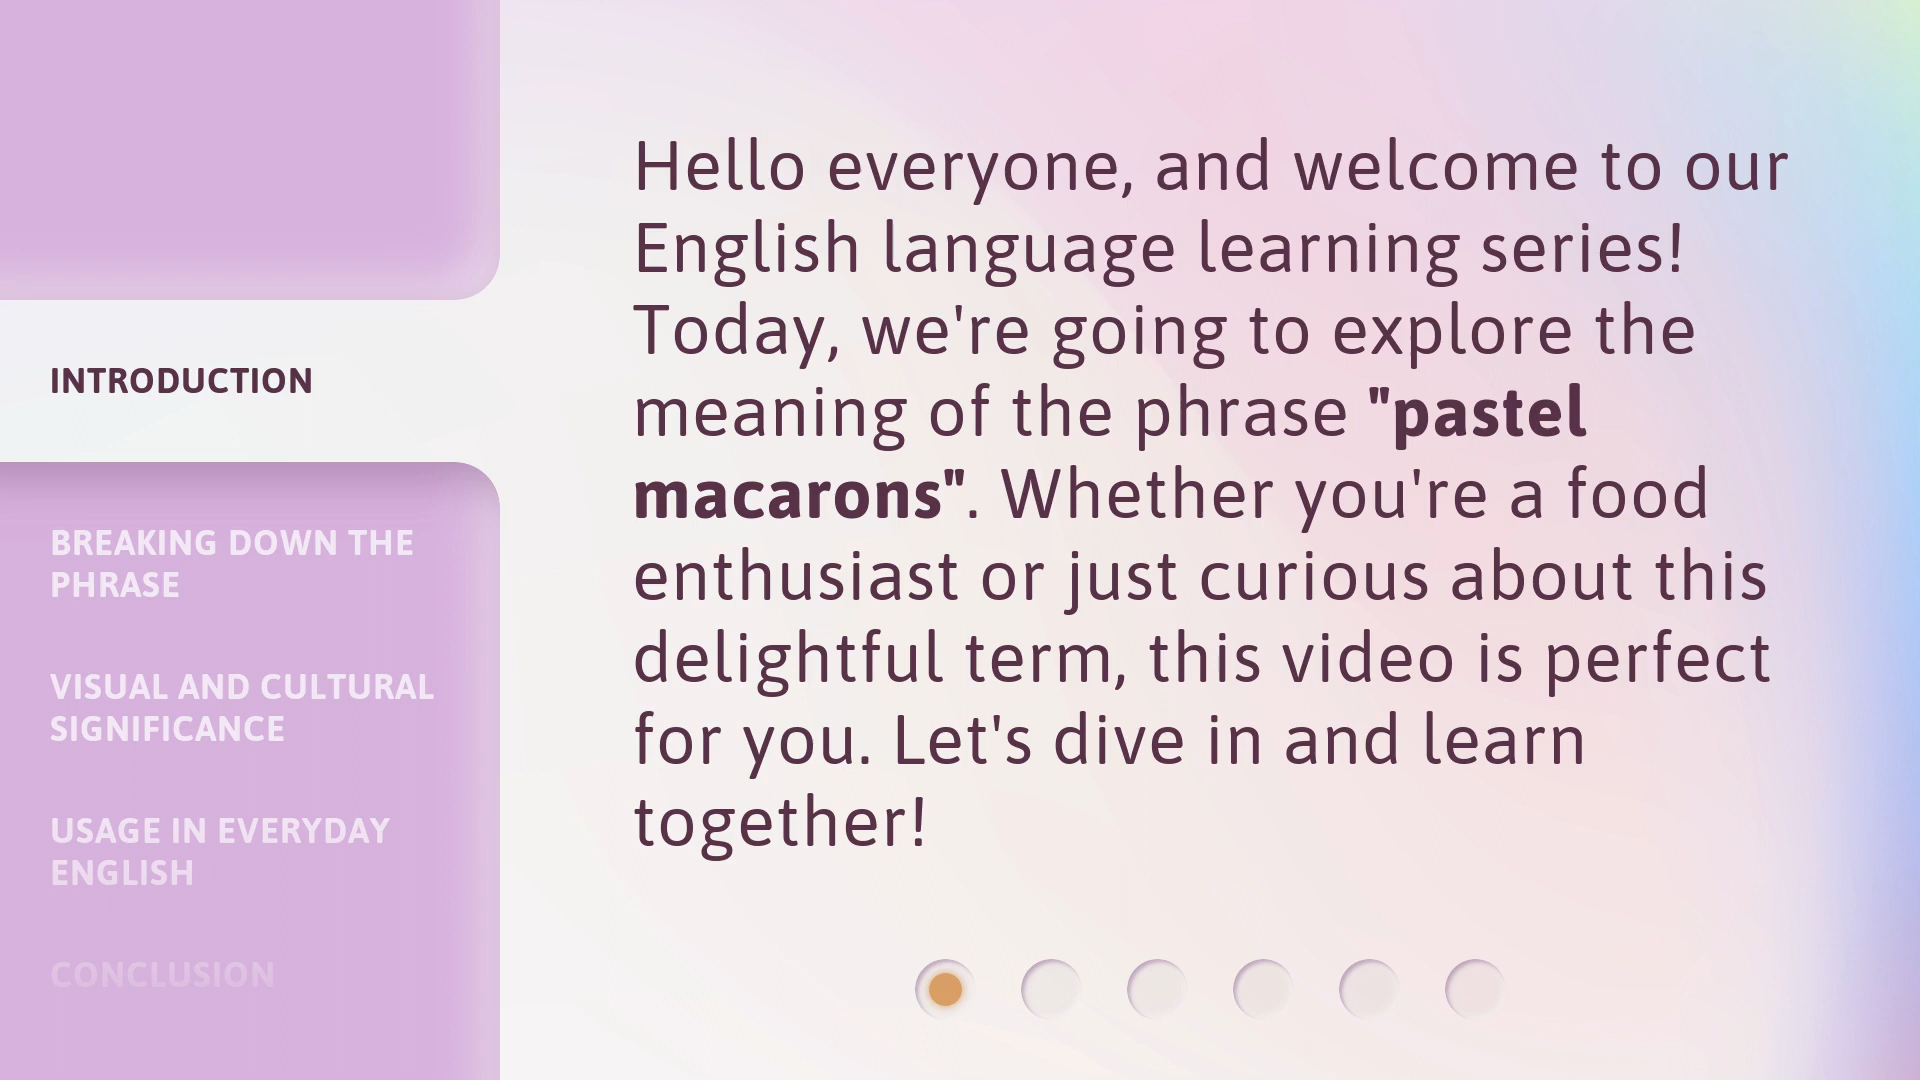 INTRODUCTION
BREAKING DOWN THE
PHRASE
VISUAL AND CULTURAL
SIGNIFICANCE
USAGE IN EVERYDAY
ENGLISH
CONCLUSION
Hello everyone, and welcome to our
English language learning series!
Today, we're going to explore the
meaning of the phrase "pastel
macarons". Whether you're a food
enthusiast or just curious about this
delightful term, this video is perfect
for you. Let's dive in and learn
together!